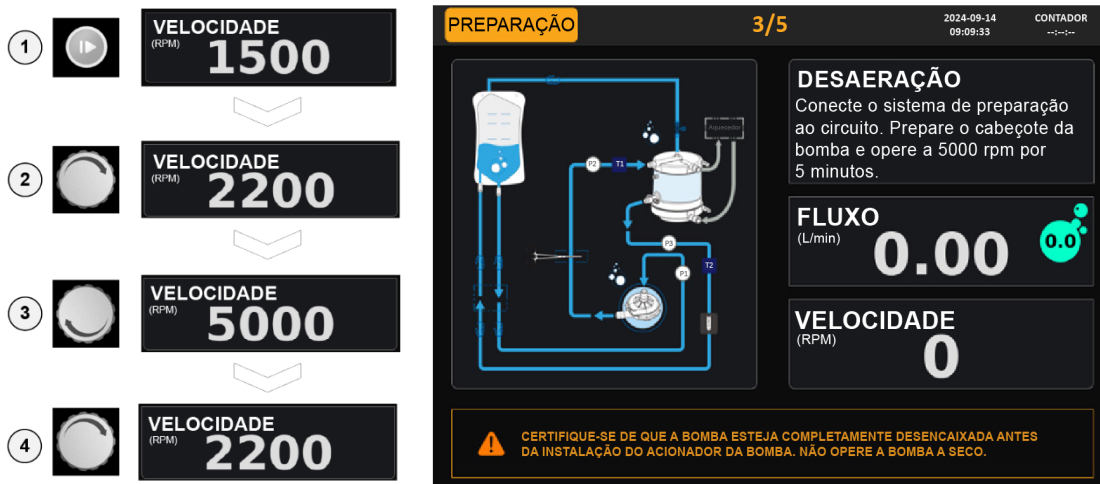 1
VELOCIDADE
(RPM)
1500
2
VELOCIDADE
(RPM)
2200
3
VELOCIDADE
(RPM)
5000
4
VELOCIDADE
(RPM)
2200
PREPARAÇÃO
3/5
2024-09-14
09:09:33
CONTADOR
--:--:--
Aquecedor
P2
T1
P3
T2
P1
DESAERAÇÃO
Conecte o sistema de preparação
ao circuito. Prepare o cabeçote da
bomba e opere a 5000 rpm por
5 minutos.
FLUXO
(L/min)
0.00
0.0
VELOCIDADE
(RPM)
0
CERTIFIQUE-SE DE QUE A BOMBA ESTEJA COMPLETAMENTE DESENCAIXADA ANTES
DA INSTALAÇÃO DO ACIONADOR DA BOMBA. NÃO OPERE A BOMBA A SECO.